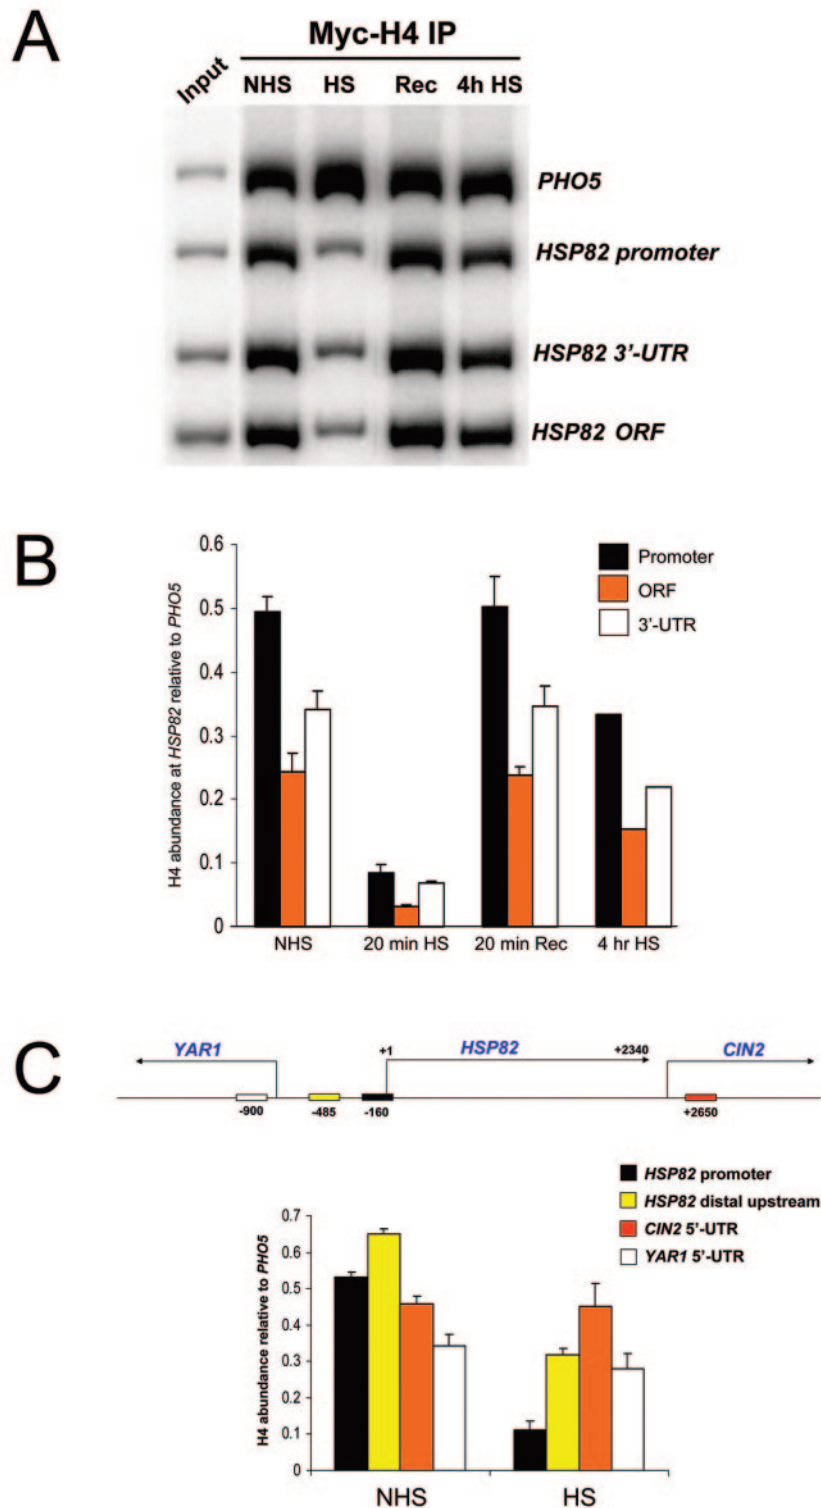 A
Myc-H4 IP
Input NHS HS Rec 4h HS
PHO5
HSP82 promoter
HSP82 3'-UTR
HSP82 ORF
B
H4 abundance at HSP82 relative to PHO5
0.6
0.5
0.4
0.3
0.2
0.1
0
Promoter
ORF
3'-UTR
NHS 20 min HS 20 min Rec 4 hr HS
C
YAR1 +1 HSP82 +2340 CIN2
-900 -485 -160 +2650
HSP82 promoter
HSP82 distal upstream
CIN2 5'-UTR
YAR1 5'-UTR
H4 abundance relative to PHO5
0.7
0.6
0.5
0.4
0.3
0.2
0.1
0
NHS HS